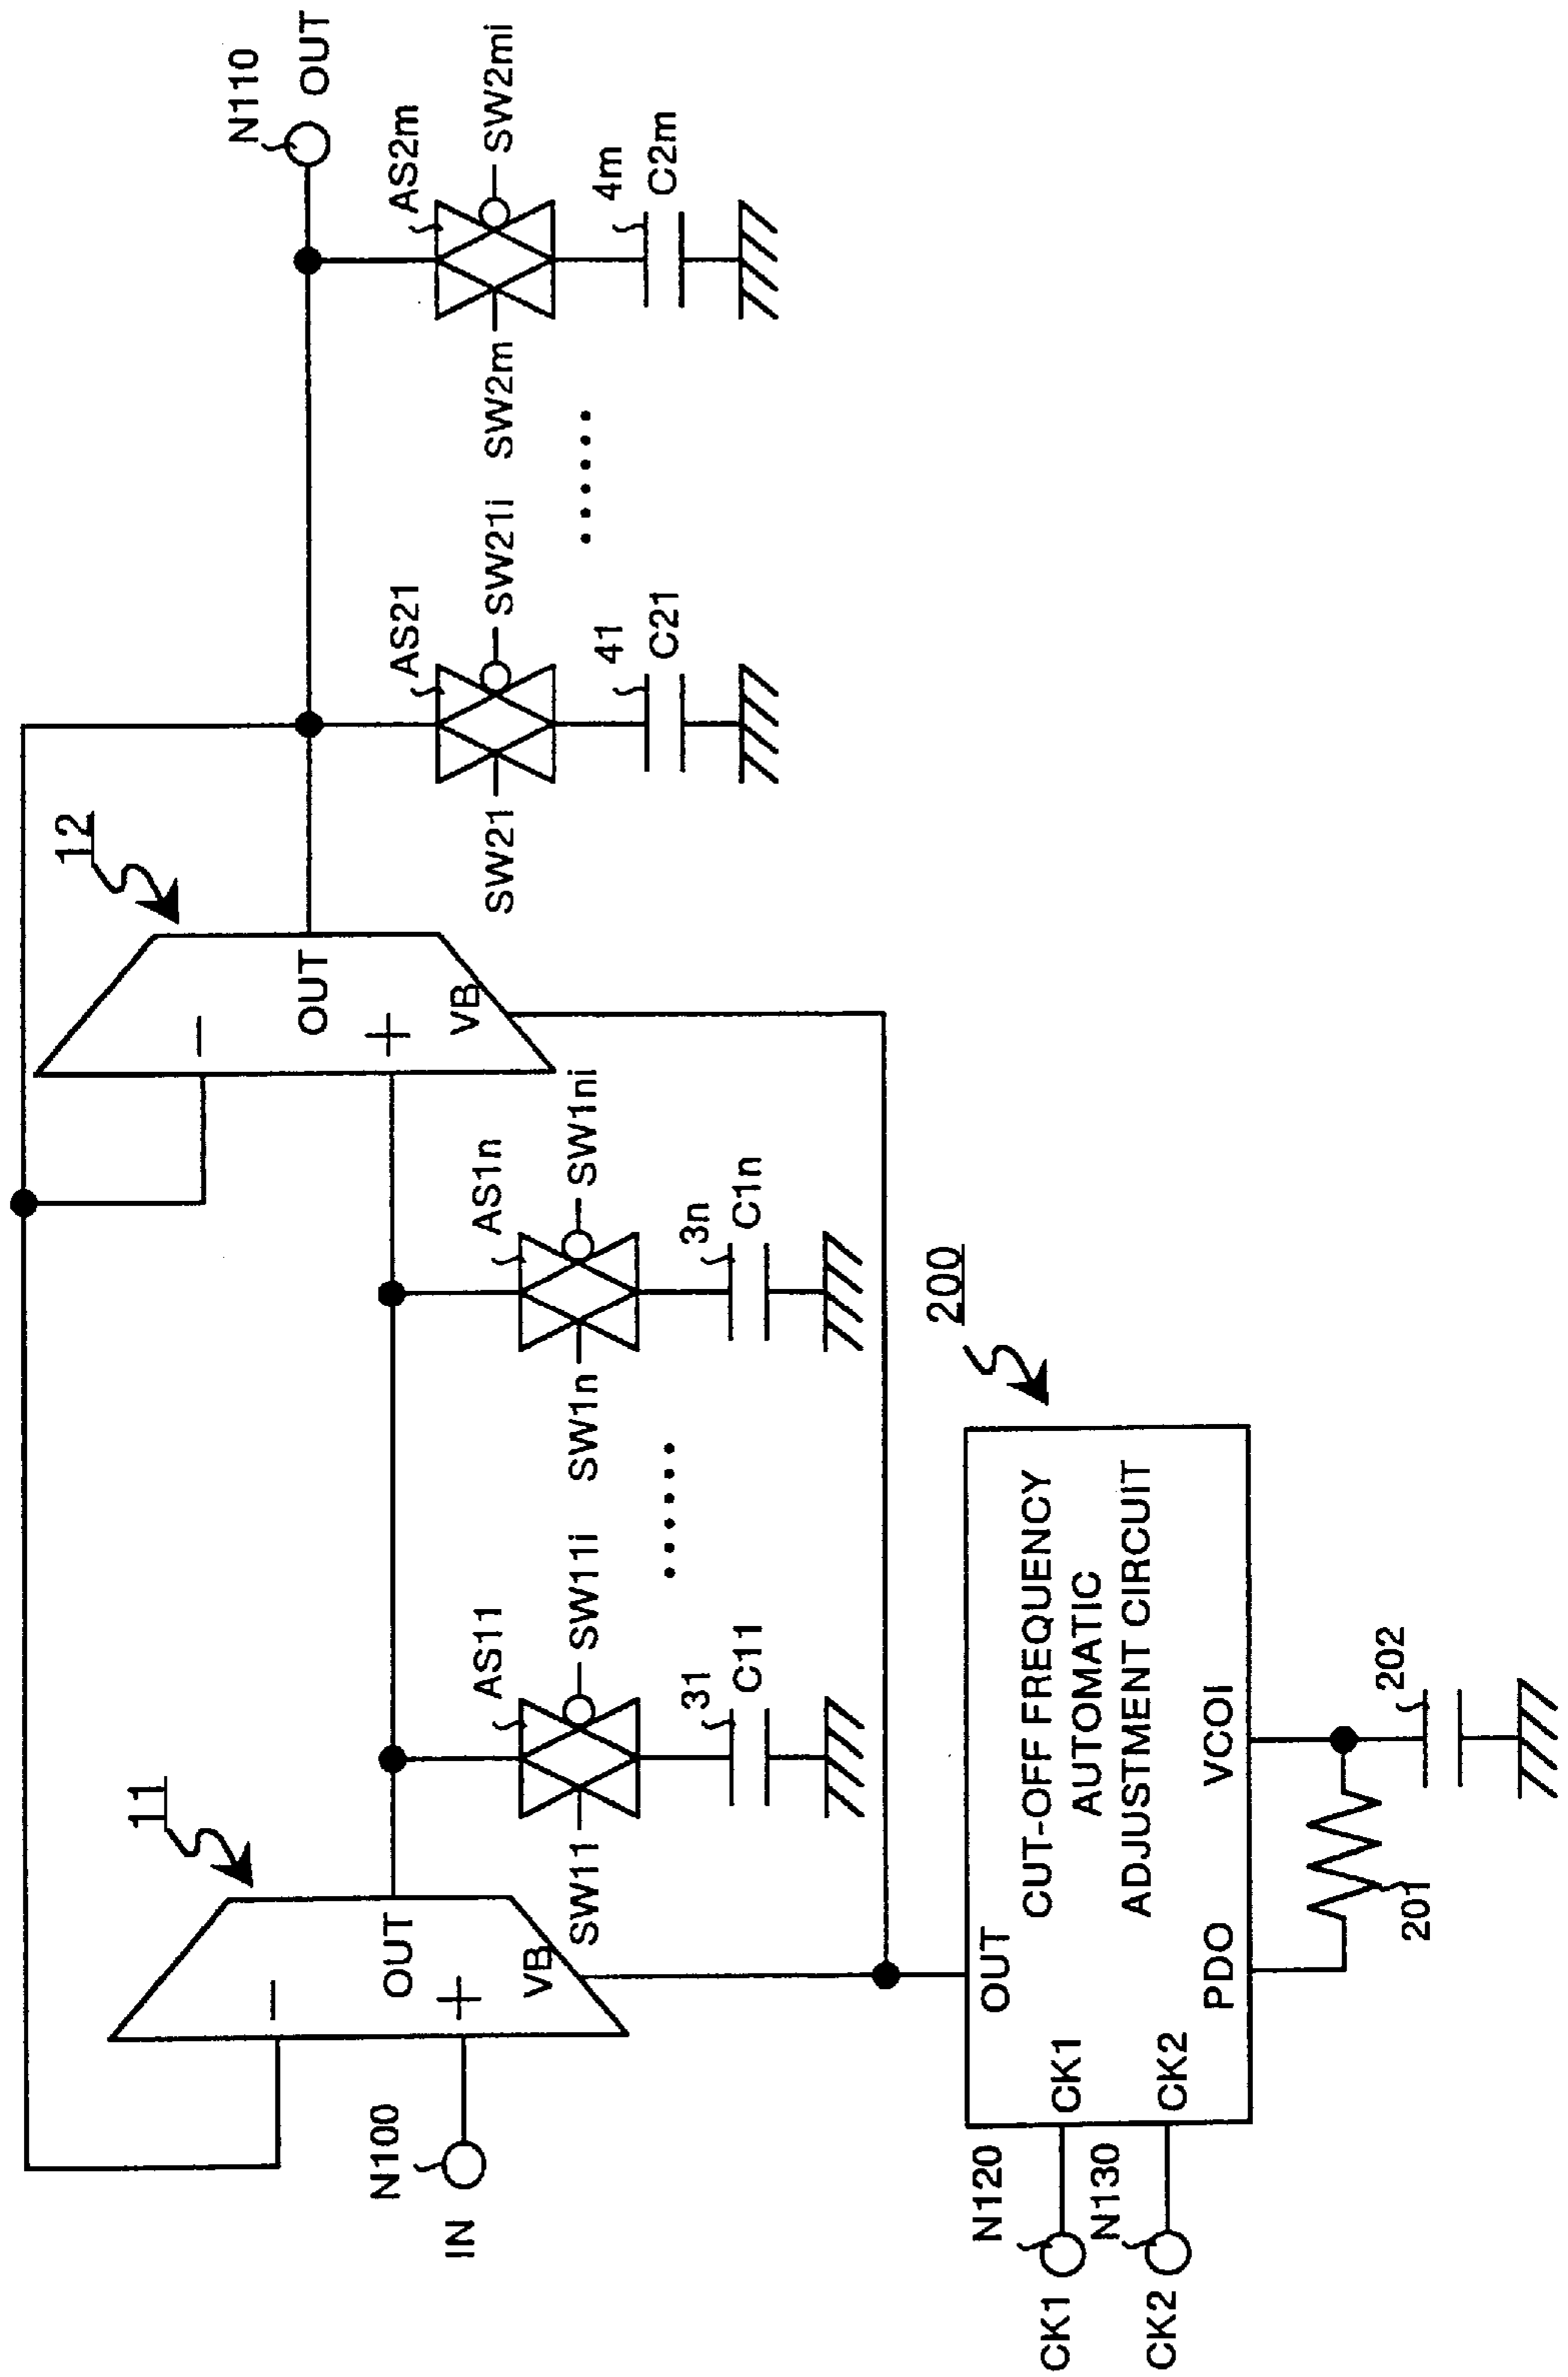 N110
OUT
12
AS21
AS2m
OUT
SW21
SW21i
SW2m
SW2mi
−
+
VB
41
C21
4m
C2m
......
11
AS11
AS1n
OUT
SW11
SW11i
SW1n
SW1ni
−
+
VB
31
C11
3n
C1n
......
N100
IN
200
OUT
CUT-OFF FREQUENCY
AUTOMATIC
ADJUSTMENT CIRCUIT
N120
CK1
CK1
N130
CK2
CK2
PDO
VCOI
201
202